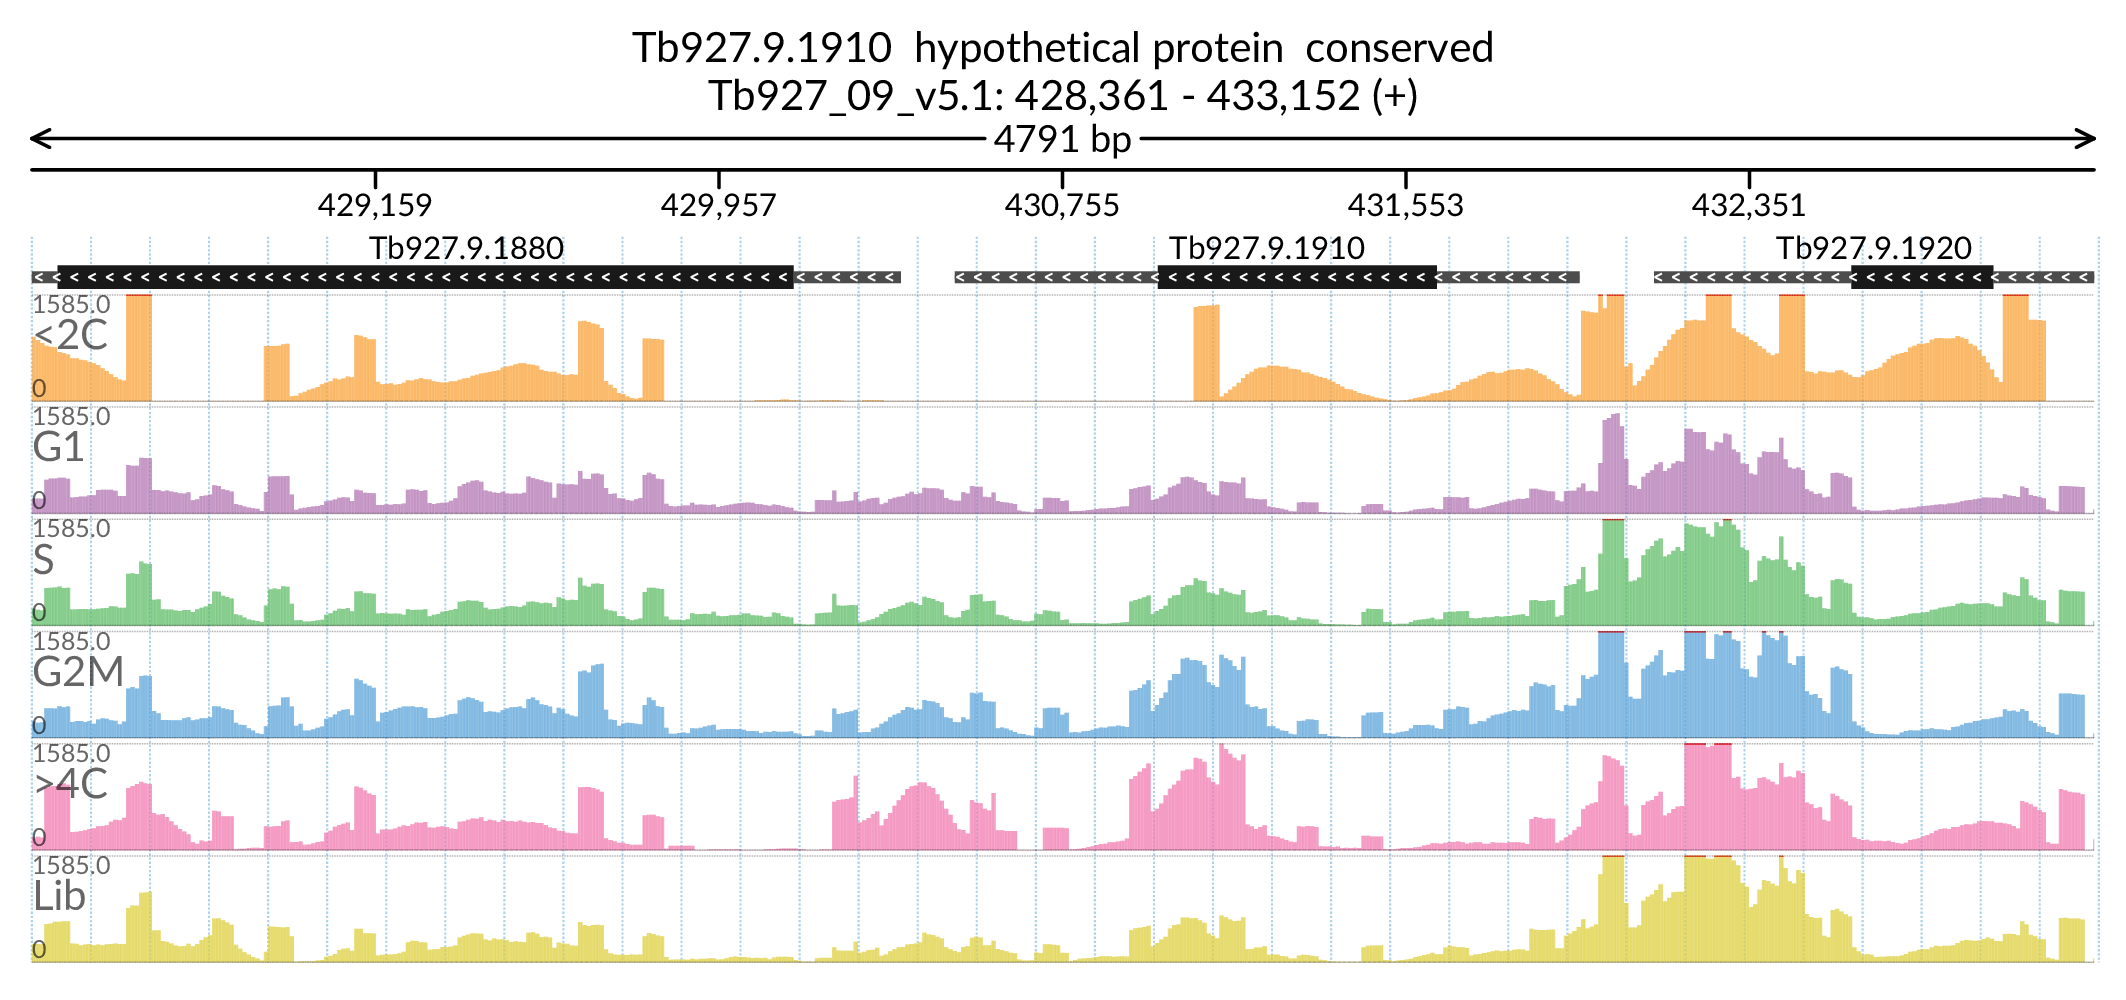 Tb927.9.1910  hypothetical protein  conserved
Tb927_09_v5.1: 428,361 - 433,152 (+)
4791 bp
429,159 429,957 430,755 431,553 432,351
Tb927.9.1880 Tb927.9.1910 Tb927.9.1920
1585.0
<2C
0
1585.0
G1
0
1585.0
S
0
1585.0
G2M
0
1585.0
>4C
0
1585.0
Lib
0